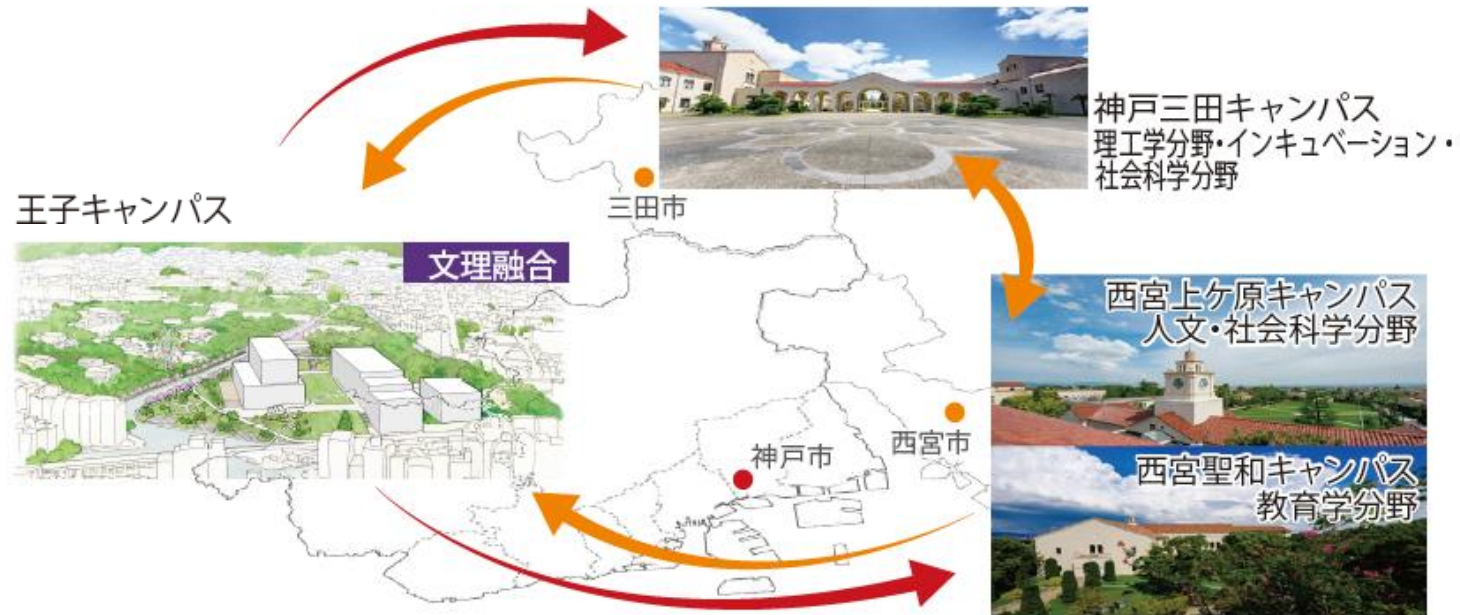 神戸三田キャンパス
理工学分野・インキュベーション・
社会科学分野
三田市
王子キャンパス
文理融合
西宮上ケ原キャンパス
人文・社会科学分野
西宮市
神戸市
西宮聖和キャンパス
教育学分野